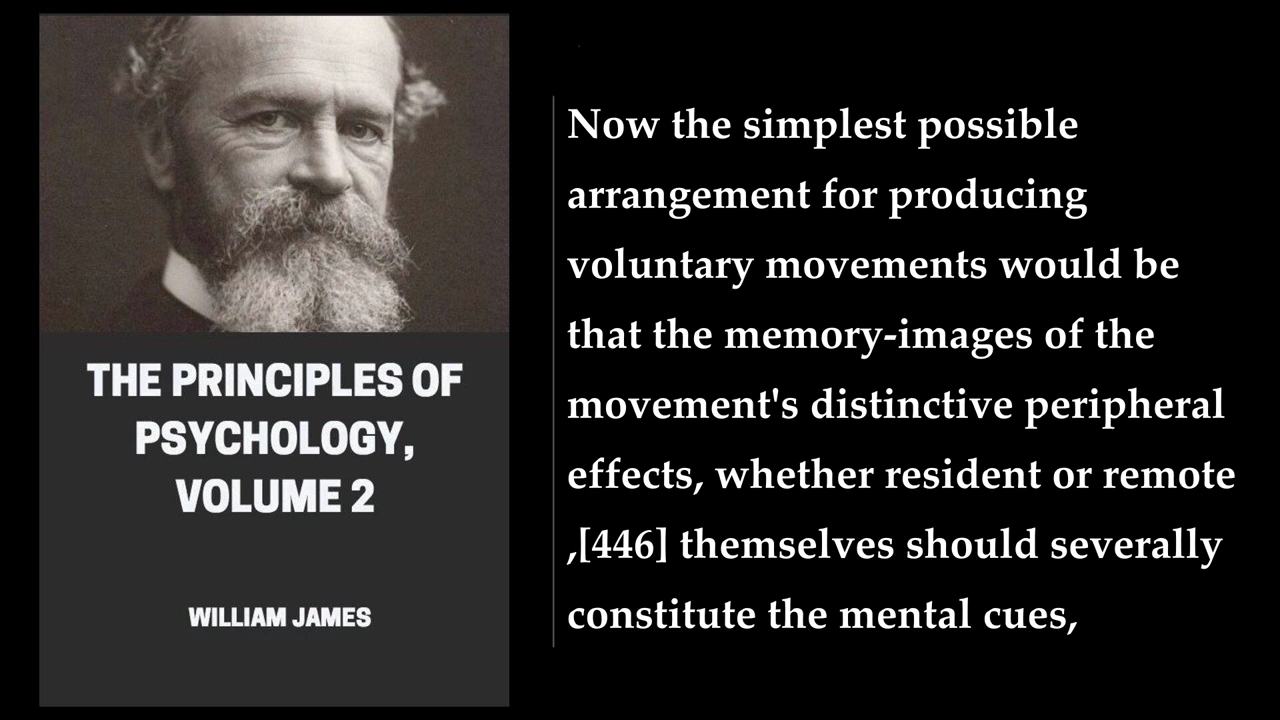 THE PRINCIPLES OF
PSYCHOLOGY,
VOLUME 2
WILLIAM JAMES
Now the simplest possible
arrangement for producing
voluntary movements would be
that the memory-images of the
movement's distinctive peripheral
effects, whether resident or remote
,[446] themselves should severally
constitute the mental cues,